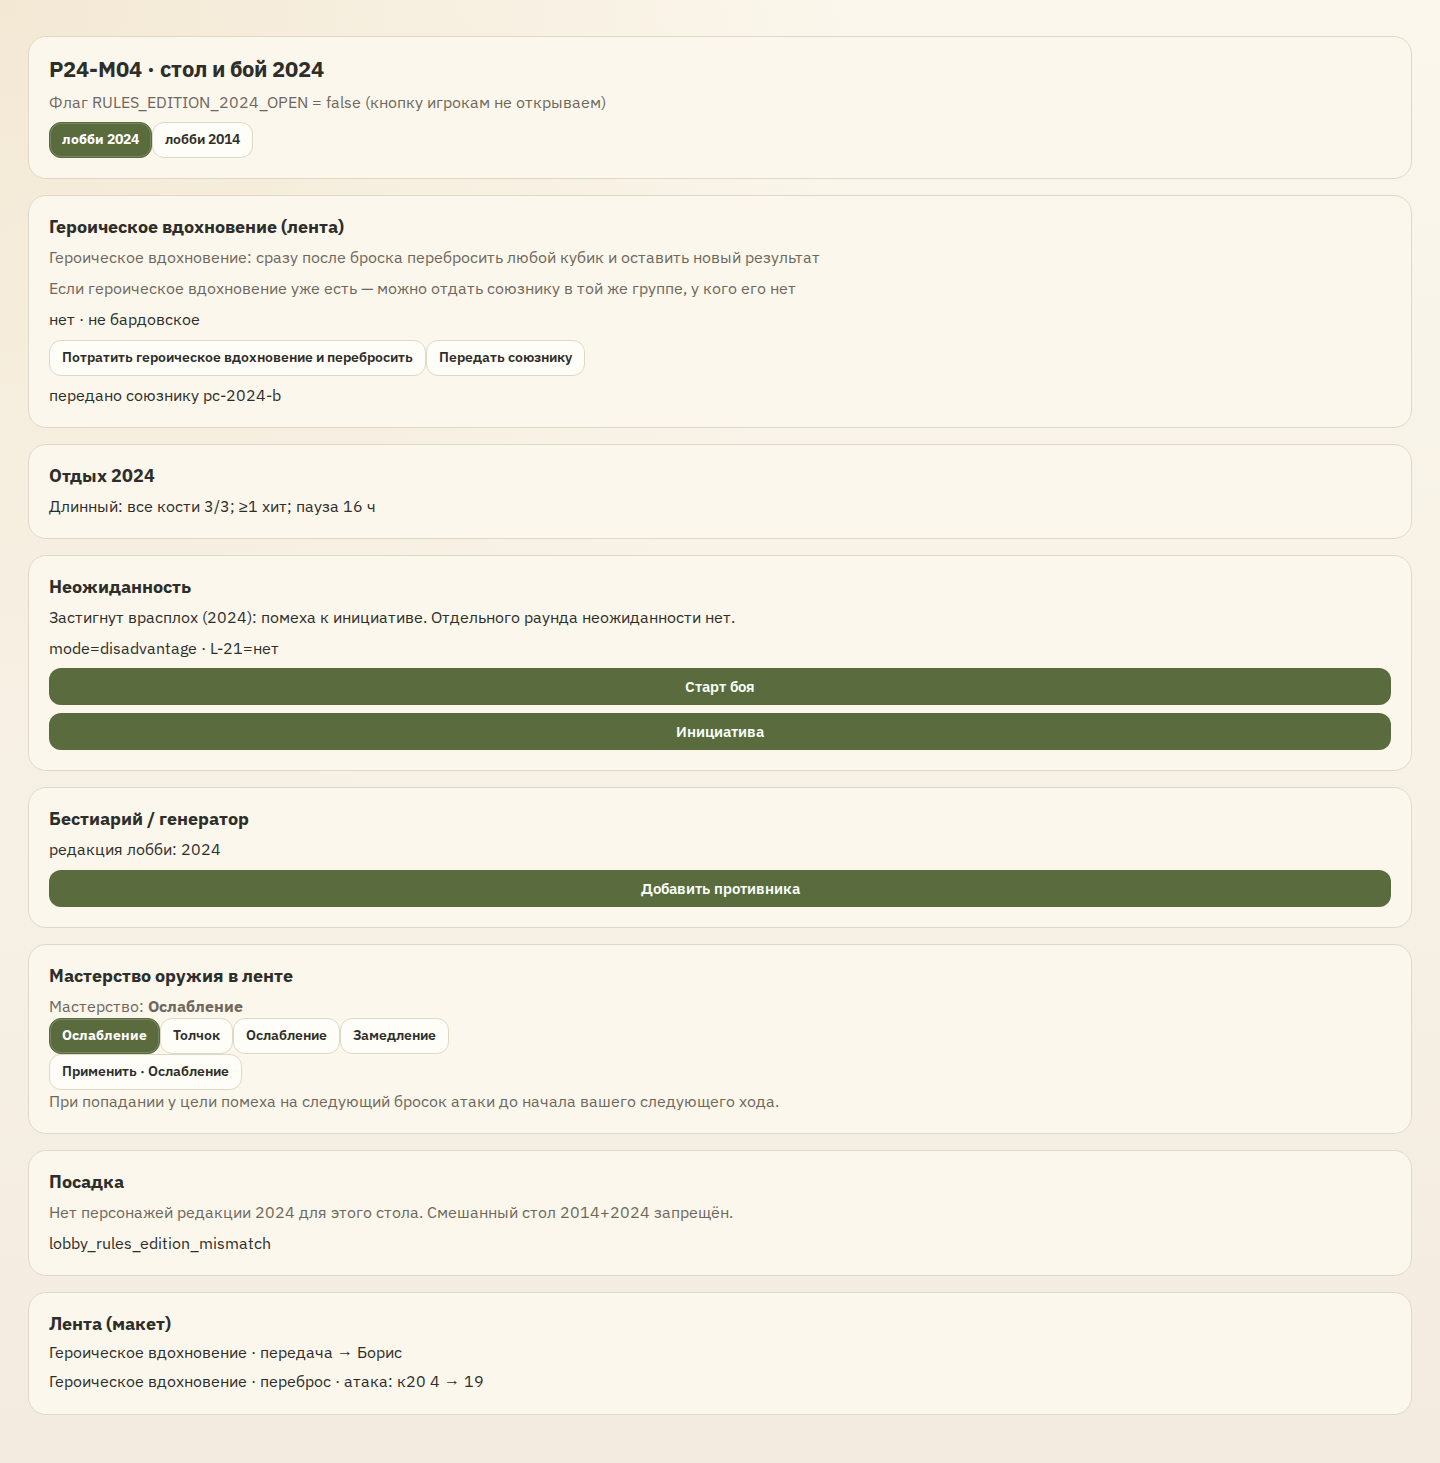 P24-M04 · стол и бой 2024
Флаг RULES_EDITION_2024_OPEN = false (кнопку игрокам не открываем)
лобби 2024 лобби 2014
Героическое вдохновение (лента)
Героическое вдохновение: сразу после броска перебросить любой кубик и оставить новый результат
Если героическое вдохновение уже есть — можно отдать союзнику в той же группе, у кого его нет
нет · не бардовское
Потратить героическое вдохновение и перебросить Передать союзнику
передано союзнику pc-2024-b
Отдых 2024
Длинный: все кости 3/3; ≥1 хит; пауза 16 ч
Неожиданность
Застигнут врасплох (2024): помеха к инициативе. Отдельного раунда неожиданности нет.
mode=disadvantage · L-21=нет
Старт боя
Инициатива
Бестиарий / генератор
редакция лобби: 2024
Добавить противника
Мастерство оружия в ленте
Мастерство: Ослабление
Ослабление Толчок Ослабление Замедление
Применить · Ослабление
При попадании у цели помеха на следующий бросок атаки до начала вашего следующего хода.
Посадка
Нет персонажей редакции 2024 для этого стола. Смешанный стол 2014+2024 запрещён.
lobby_rules_edition_mismatch
Лента (макет)
Героическое вдохновение · передача → Борис
Героическое вдохновение · переброс · атака: к20 4 → 19